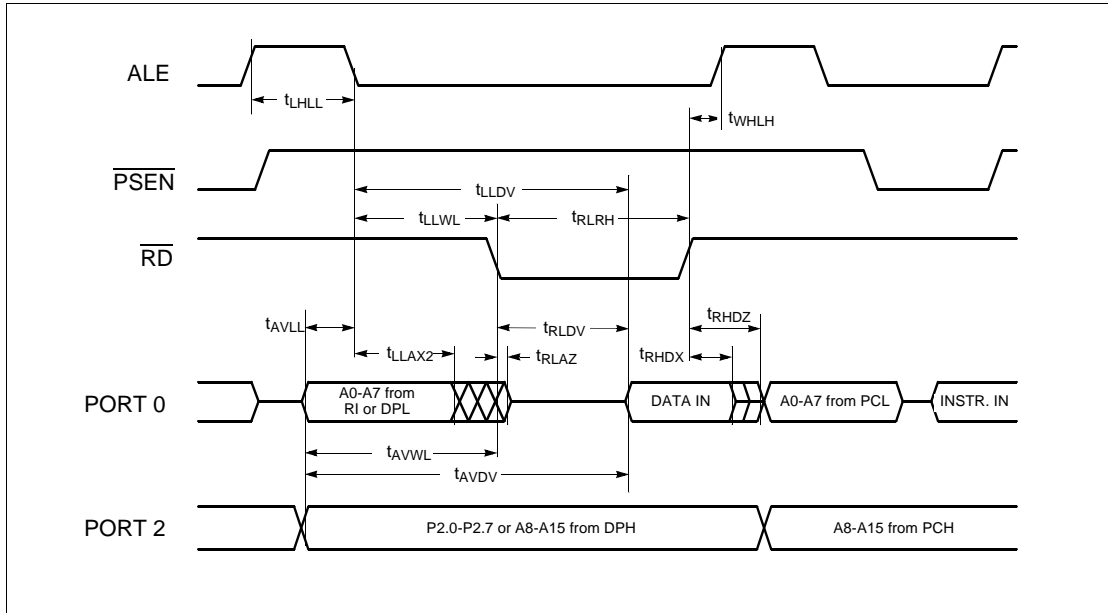 ALE
tLHLL
tWHLH
PSEN
tLLDV
tLLWL
tRLRH
RD
tAVLL
tRLDV
tRHDZ
tLLAX2
tRLAZ
tRHDX
PORT 0
A0-A7 from
RI or DPL
DATA IN
A0-A7 from PCL
INSTR. IN
tAVWL
tAVDV
PORT 2
P2.0-P2.7 or A8-A15 from DPH
A8-A15 from PCH